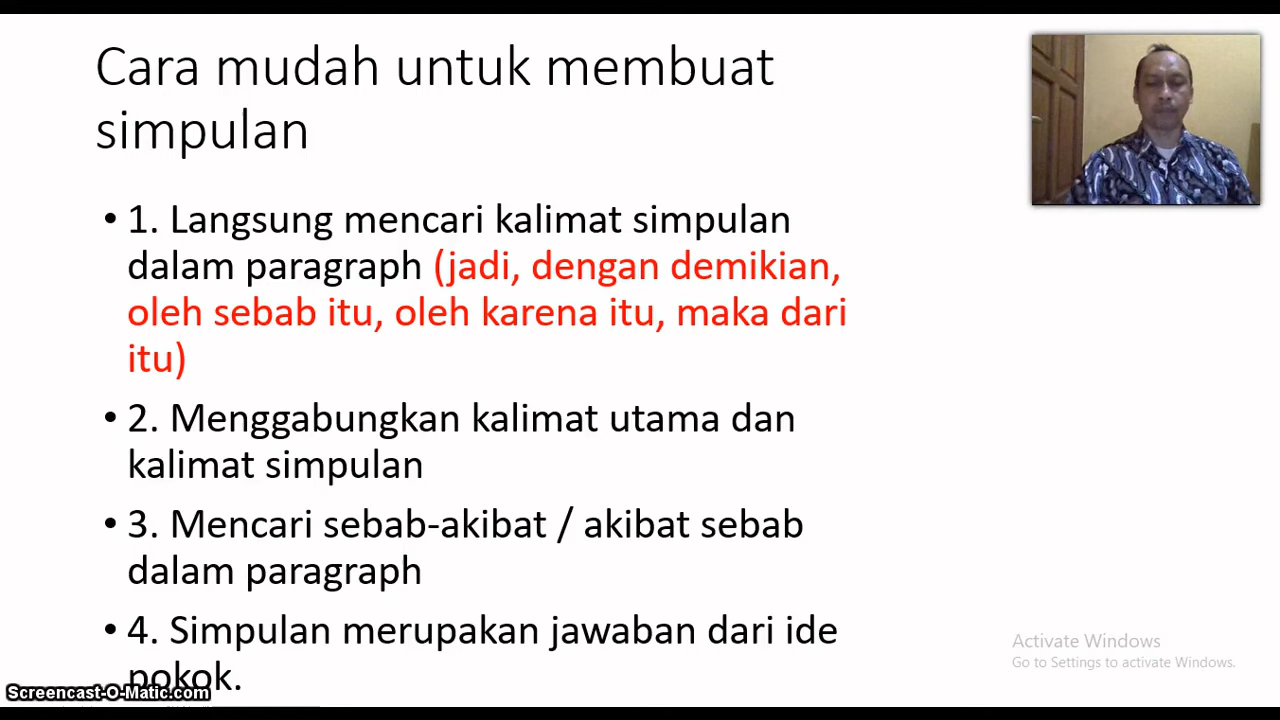 Cara mudah untuk membuat
simpulan
• 1. Langsung mencari kalimat simpulan
dalam paragraph (jadi, dengan demikian,
oleh sebab itu, oleh karena itu, maka dari
itu)
• 2. Menggabungkan kalimat utama dan
kalimat simpulan
• 3. Mencari sebab-akibat / akibat sebab
dalam paragraph
• 4. Simpulan merupakan jawaban dari ide
pokok.
Activate Windows
Go to Settings to activate Windows.
Screencast-O-Matic.com